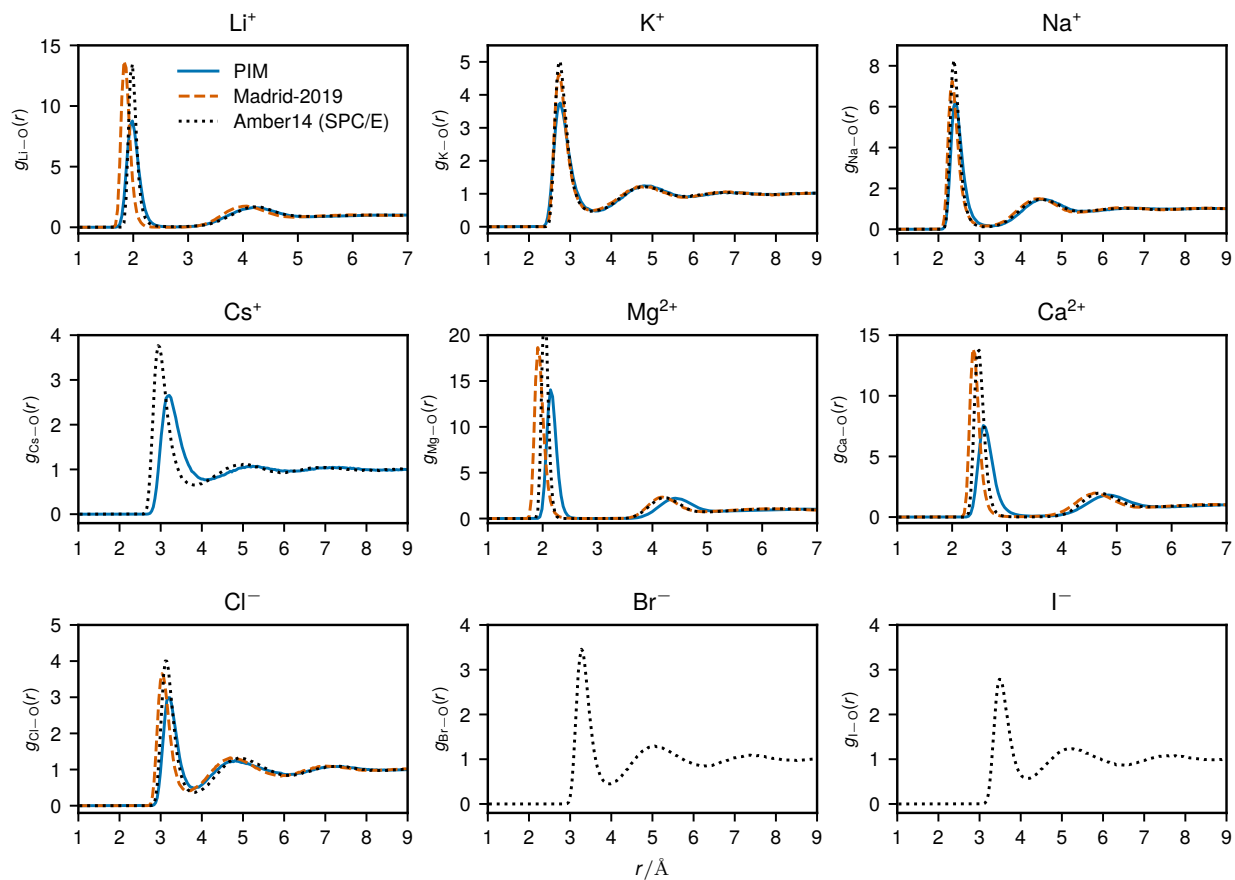 Li⁺
K⁺
Na⁺
15
10
5
0
g_Li−O(r)
PIM
Madrid-2019
Amber14 (SPC/E)
1 2 3 4 5 6 7
5
4
3
2
1
0
g_K−O(r)
1 2 3 4 5 6 7 8 9
8
6
4
2
0
g_Na−O(r)
1 2 3 4 5 6 7 8 9
Cs⁺
Mg²⁺
Ca²⁺
4
3
2
1
0
g_Cs−O(r)
1 2 3 4 5 6 7 8 9
20
15
10
5
0
g_Mg−O(r)
1 2 3 4 5 6 7
15
10
5
0
g_Ca−O(r)
1 2 3 4 5 6 7
Cl⁻
Br⁻
I⁻
5
4
3
2
1
0
g_Cl−O(r)
1 2 3 4 5 6 7 8 9
4
3
2
1
0
g_Br−O(r)
1 2 3 4 5 6 7 8 9
4
3
2
1
0
g_I−O(r)
1 2 3 4 5 6 7 8 9
r/Å